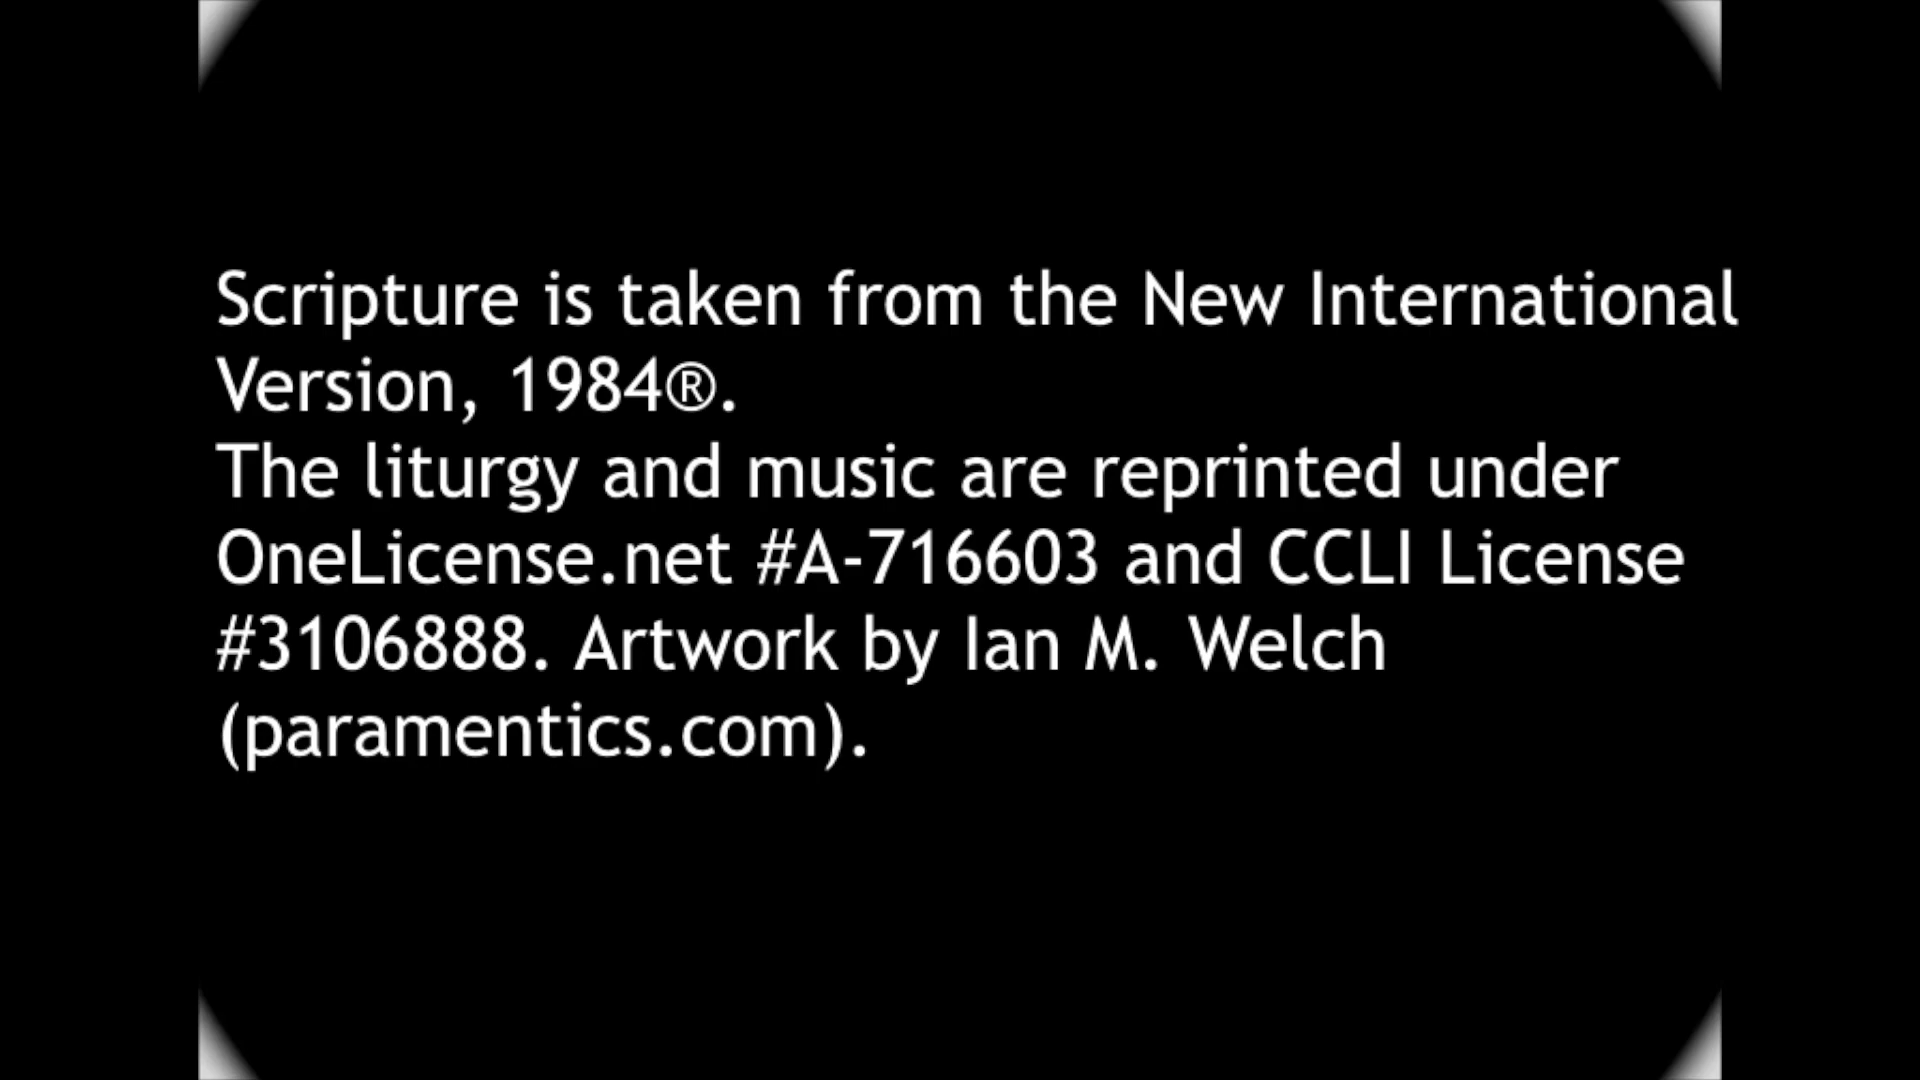 Scripture is taken from the New International
Version, 1984®.
The liturgy and music are reprinted under
OneLicense.net #A-716603 and CCLI License
#3106888. Artwork by Ian M. Welch
(paramentics.com).